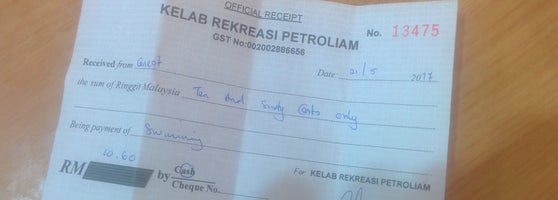 OFFICIAL RECEIPT
KELAB REKREASI PETROLIAM
GST No:002002886656
No. 13475
Received from Guest Date 21/5 2017
the sum of Ringgit Malaysia Ten And Sixty Cents only
Being payment of Swimming
For KELAB REKREASI PETROLIAM
RM 10.60 by Cash
Cheque No.